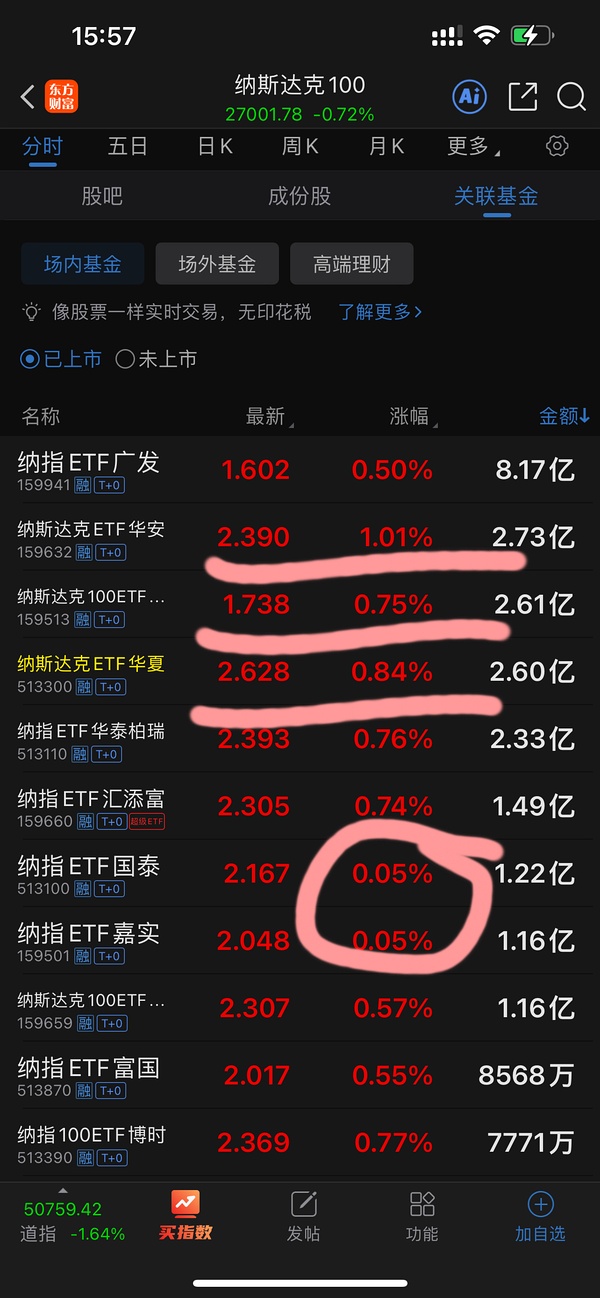 15:57
东方财富
纳斯达克100
27001.78 -0.72%
Ai
分时 五日 日K 周K 月K 更多
股吧 成份股 关联基金
场内基金 场外基金 高端理财
像股票一样实时交易，无印花税 了解更多>
已上市 未上市
名称 最新 涨幅 金额↓
纳指ETF广发 1.602 0.50% 8.17亿
159941 融 T+0
纳斯达克ETF华安 2.390 1.01% 2.73亿
159632 融 T+0
纳斯达克100ETF... 1.738 0.75% 2.61亿
159513 融 T+0
纳斯达克ETF华夏 2.628 0.84% 2.60亿
513300 融 T+0
纳指ETF华泰柏瑞 2.393 0.76% 2.33亿
513110 融 T+0
纳指ETF汇添富 2.305 0.74% 1.49亿
159660 融 T+0 超级ETF
纳指ETF国泰 2.167 0.05% 1.22亿
513100 融 T+0
纳指ETF嘉实 2.048 0.05% 1.16亿
159501 融 T+0
纳斯达克100ETF... 2.307 0.57% 1.16亿
159659 融 T+0
纳指ETF富国 2.017 0.55% 8568万
513870 融 T+0
纳指100ETF博时 2.369 0.77% 7771万
513390 融 T+0
50759.42
道指 -1.64%
买指数 发帖 功能 加自选